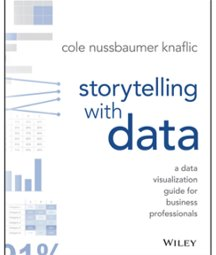 cole nussbaumer knaflic
storytelling
with
data
a data
visualization
guide for
business
professionals
WILEY